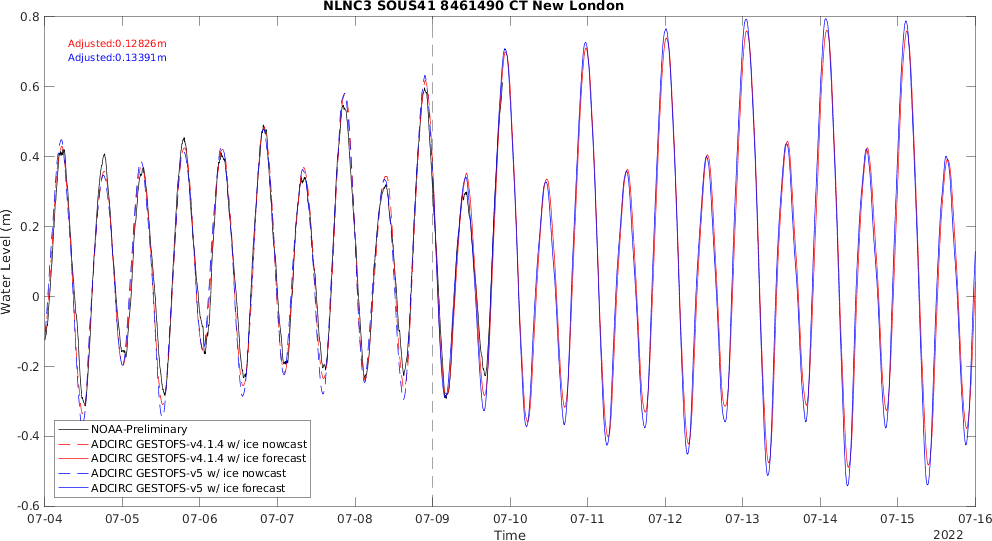 NLNC3 SOUS41 8461490 CT New London
Adjusted:0.12826m
Adjusted:0.13391m
Water Level (m)
0.8
0.6
0.4
0.2
0
-0.2
-0.4
-0.6
NOAA-Preliminary
ADCIRC GESTOFS-v4.1.4 w/ ice nowcast
ADCIRC GESTOFS-v4.1.4 w/ ice forecast
ADCIRC GESTOFS-v5 w/ ice nowcast
ADCIRC GESTOFS-v5 w/ ice forecast
07-04 07-05 07-06 07-07 07-08 07-09 07-10 07-11 07-12 07-13 07-14 07-15 07-16
Time
2022